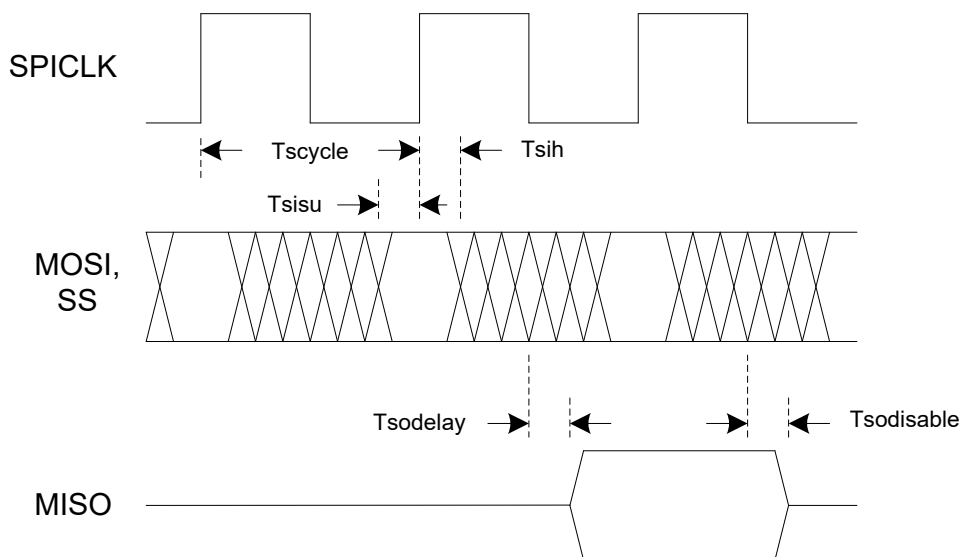 SPICLK
Tscycle
Tsih
Tsisu
MOSI,
SS
Tsodelay
Tsodisable
MISO